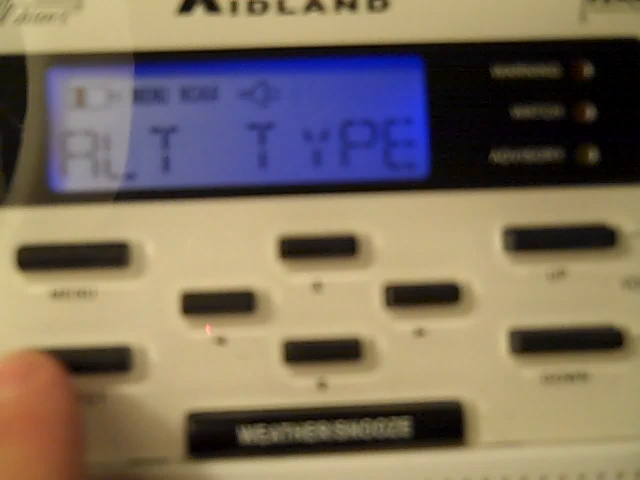 MIDLAND
WARNING
WATCH
ADVISORY
ALT TYPE
MENU
UP
DOWN
WEATHER/SNOOZE